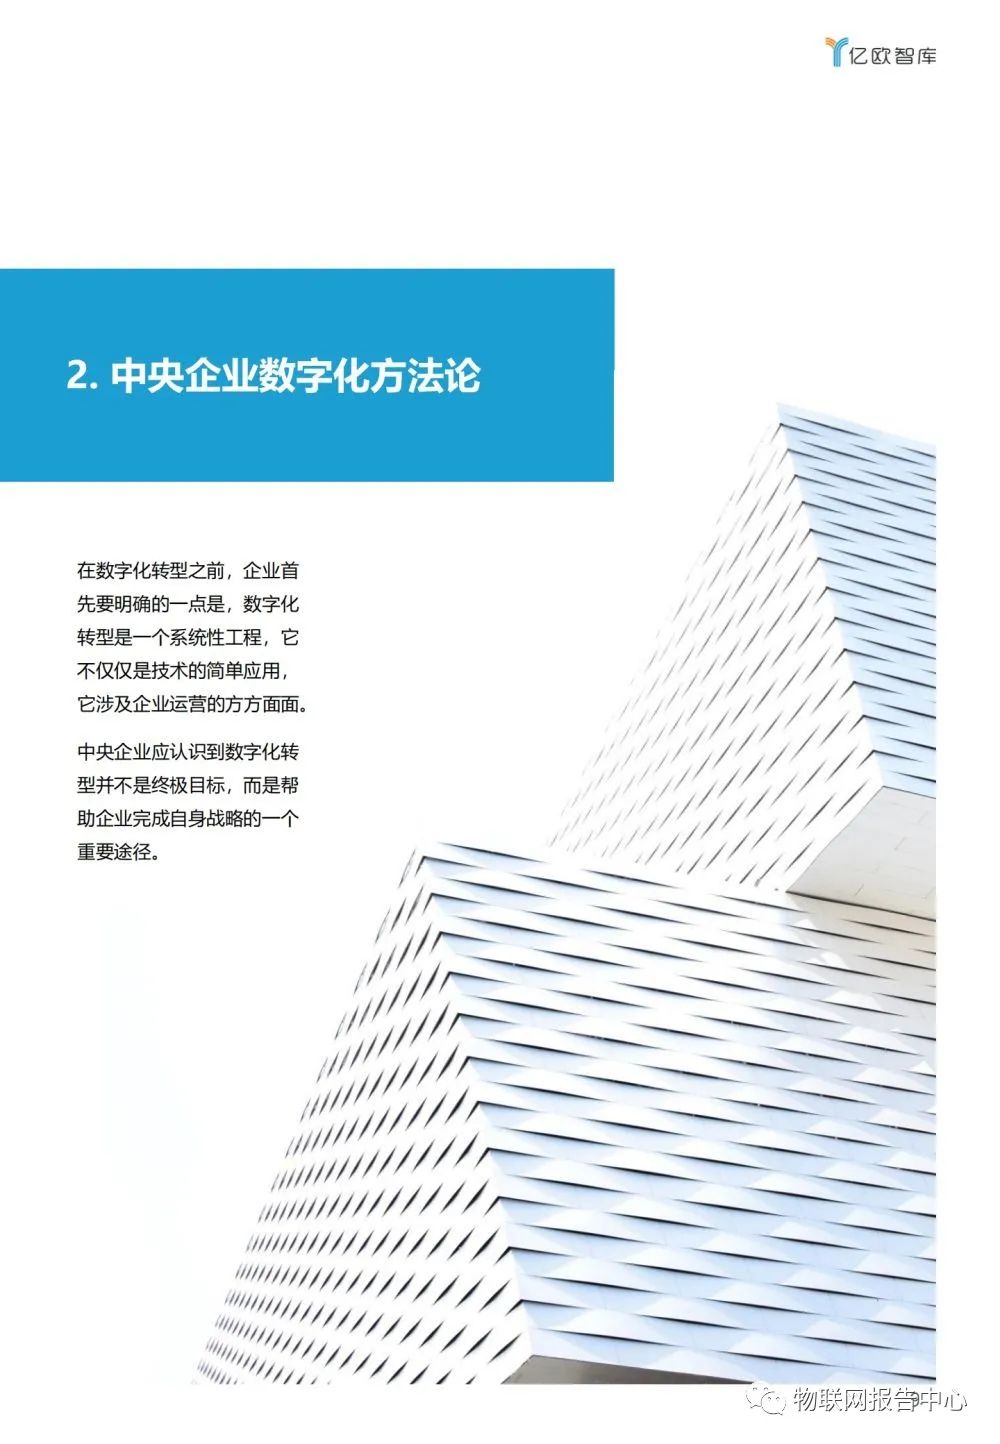 亿欧智库
2. 中央企业数字化方法论
在数字化转型之前，企业首
先要明确的一点是，数字化
转型是一个系统性工程，它
不仅仅是技术的简单应用，
它涉及企业运营的方方面面。
中央企业应认识到数字化转
型并不是终极目标，而是帮
助企业完成自身战略的一个
重要途径。
9
物联网报告中心